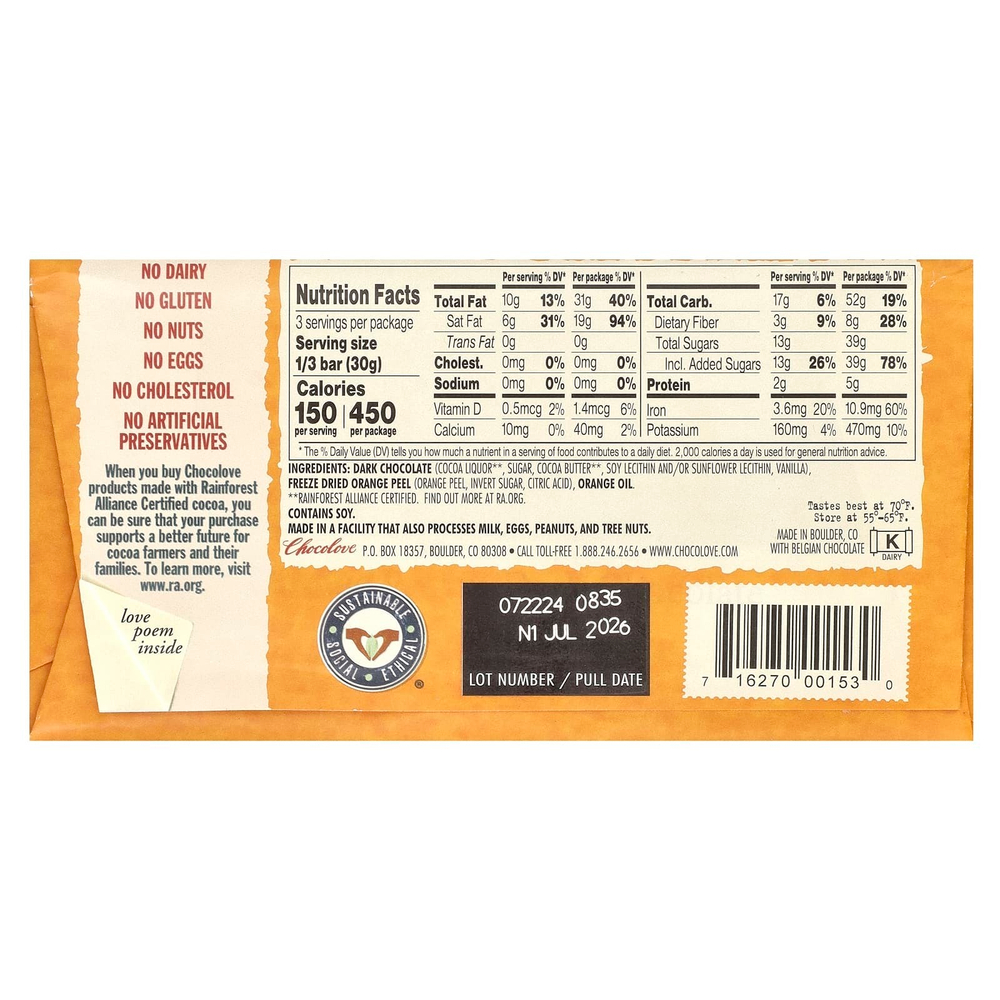 NO DAIRY
NO GLUTEN
NO NUTS
NO EGGS
NO CHOLESTEROL
NO ARTIFICIAL
PRESERVATIVES
When you buy Chocolove
products made with Rainforest
Alliance Certified cocoa, you
can be sure that your purchase
supports a better future for
cocoa farmers and their
families. To learn more, visit
www.ra.org.
love
poem
inside
Nutrition Facts
3 servings per package
Serving size
1/3 bar (30g)
Calories
150 450
per serving per package
Per serving % DV* Per package % DV*
Total Fat 10g 13% 31g 40%
Sat Fat 6g 31% 19g 94%
Trans Fat 0g 0g
Cholest. 0mg 0% 0mg 0%
Sodium 0mg 0% 0mg 0%
Vitamin D 0.5mcg 2% 1.4mcg 6%
Calcium 10mg 0% 40mg 2%
Per serving % DV* Per package % DV*
Total Carb. 17g 6% 52g 19%
Dietary Fiber 3g 9% 8g 28%
Total Sugars 13g 39g
Incl. Added Sugars 13g 26% 39g 78%
Protein 2g 5g
Iron 3.6mg 20% 10.9mg 60%
Potassium 160mg 4% 470mg 10%
*The % Daily Value (DV) tells you how much a nutrient in a serving of food contributes to a daily diet. 2,000 calories a day is used for general nutrition advice.
INGREDIENTS: DARK CHOCOLATE (COCOA LIQUOR**, SUGAR, COCOA BUTTER**, SOY LECITHIN AND/OR SUNFLOWER LECITHIN, VANILLA),
FREEZE DRIED ORANGE PEEL (ORANGE PEEL, INVERT SUGAR, CITRIC ACID), ORANGE OIL.
**RAINFOREST ALLIANCE CERTIFIED. FIND OUT MORE AT RA.ORG.
CONTAINS SOY.
MADE IN A FACILITY THAT ALSO PROCESSES MILK, EGGS, PEANUTS, AND TREE NUTS.
Chocolove P.O. BOX 18357, BOULDER, CO 80308 • CALL TOLL-FREE 1.888.246.2656 • WWW.CHOCOLOVE.COM
Tastes best at 70°F.
Store at 55°-65°F.
MADE IN BOULDER, CO
WITH BELGIAN CHOCOLATE
K
DAIRY
SUSTAINABLE • SOCIAL • ETHICAL •
®
072224 0835
N1 JUL 2026
LOT NUMBER / PULL DATE
7 16270 00153 0